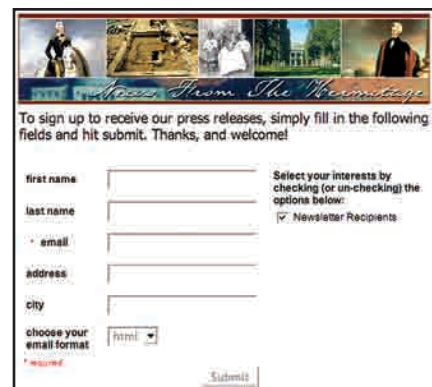 News From The Hermitage
To sign up to receive our press releases, simply fill in the following
fields and hit submit. Thanks, and welcome!
first name
last name
* email
address
city
choose your
email format
html
* required
Select your interests by
checking (or un-checking) the
options below:
Newsletter Recipients
Submit